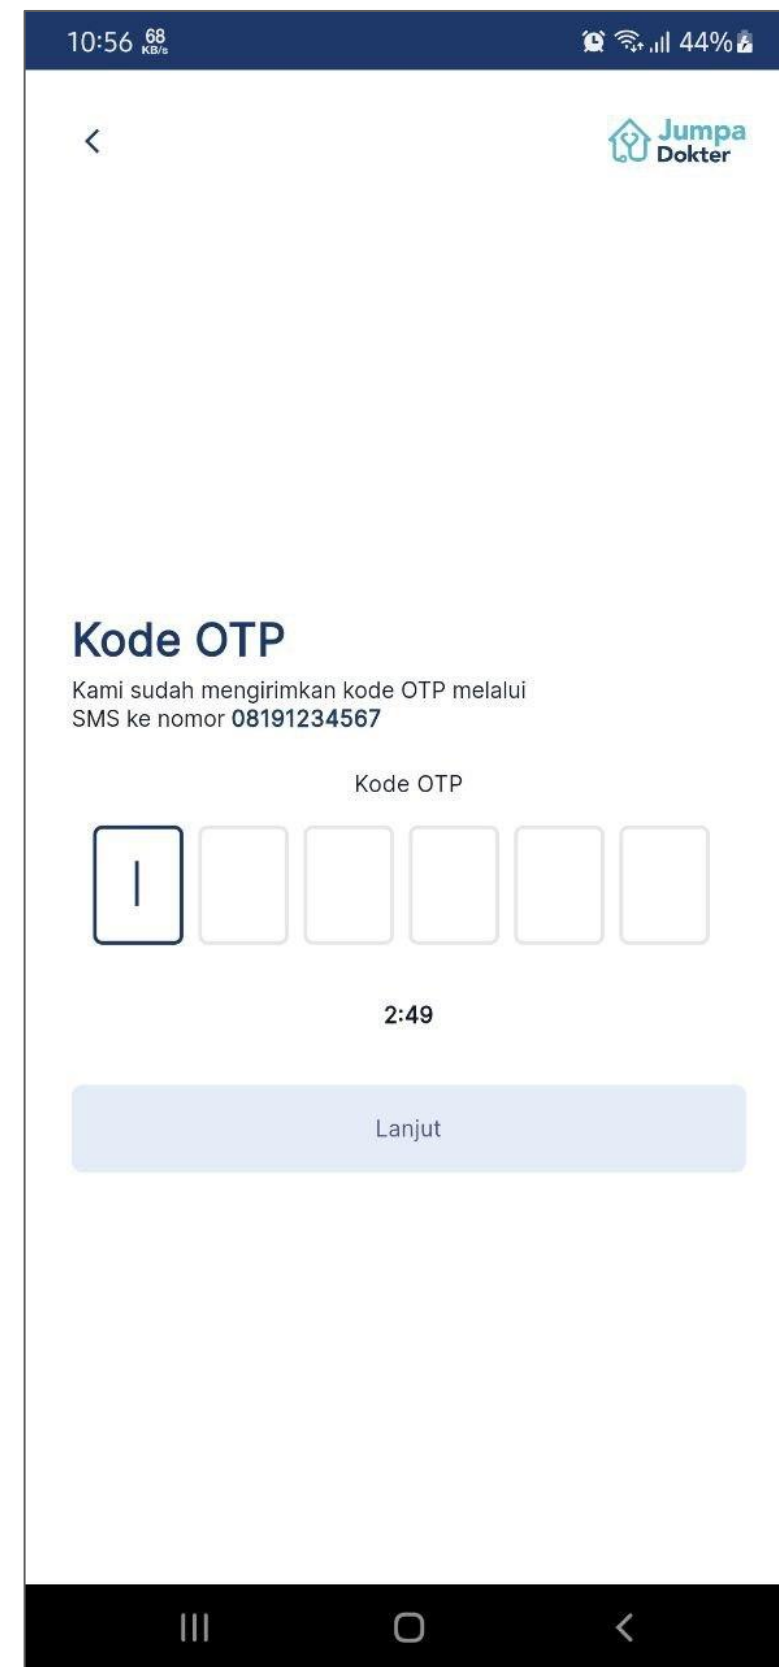 10:56 68 KB/s 44%
Jumpa
Dokter
Kode OTP
Kami sudah mengirimkan kode OTP melalui
SMS ke nomor 08191234567
Kode OTP
2:49
Lanjut